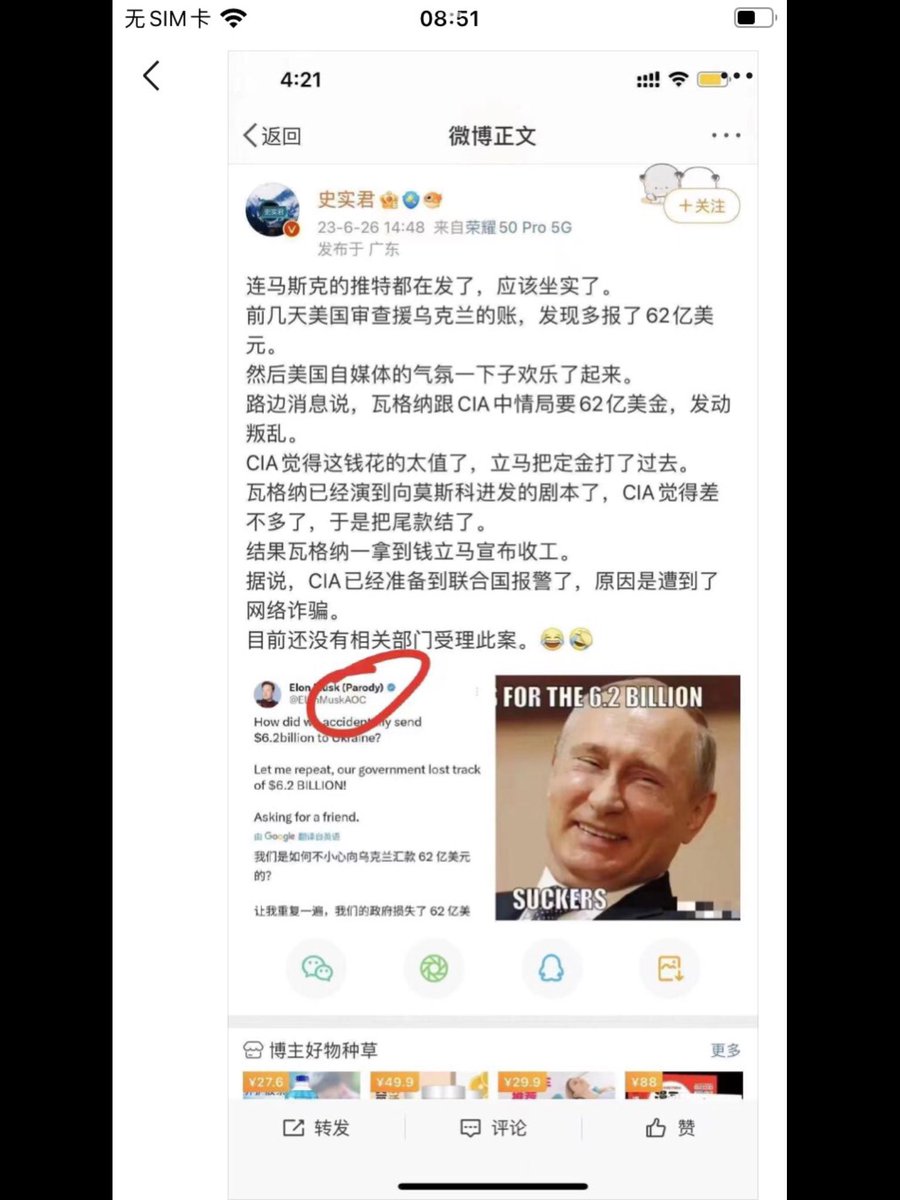 无SIM卡
08:51
4:21
返回
微博正文
史实君
+关注
史实君
23-6-26 14:48 来自荣耀50 Pro 5G
发布于 广东
连马斯克的推特都在发了，应该坐实了。
前几天美国审查援乌克兰的账，发现多报了62亿美
元。
然后美国自媒体的气氛一下子欢乐了起来。
路边消息说，瓦格纳跟CIA中情局要62亿美金，发动
叛乱。
CIA觉得这钱花的太值了，立马把定金打了过去。
瓦格纳已经演到向莫斯科进发的剧本了，CIA觉得差
不多了，于是把尾款结了。
结果瓦格纳一拿到钱立马宣布收工。
据说，CIA已经准备到联合国报警了，原因是遭到了
网络诈骗。
目前还没有相关部门受理此案。😂🤣
Elon Musk (Parody)
@ElonMuskAOC
How did we accidentally send
$6.2billion to Ukraine?
Let me repeat, our government lost track
of $6.2 BILLION!
Asking for a friend.
由 Google 翻译自英语
我们是如何不小心向乌克兰汇款 62 亿美元
的？
让我重复一遍，我们的政府损失了 62 亿美
FOR THE 6.2 BILLION
SUCKERS
博主好物种草
更多
¥27.6
¥49.9
¥29.9
¥88
转发
评论
赞